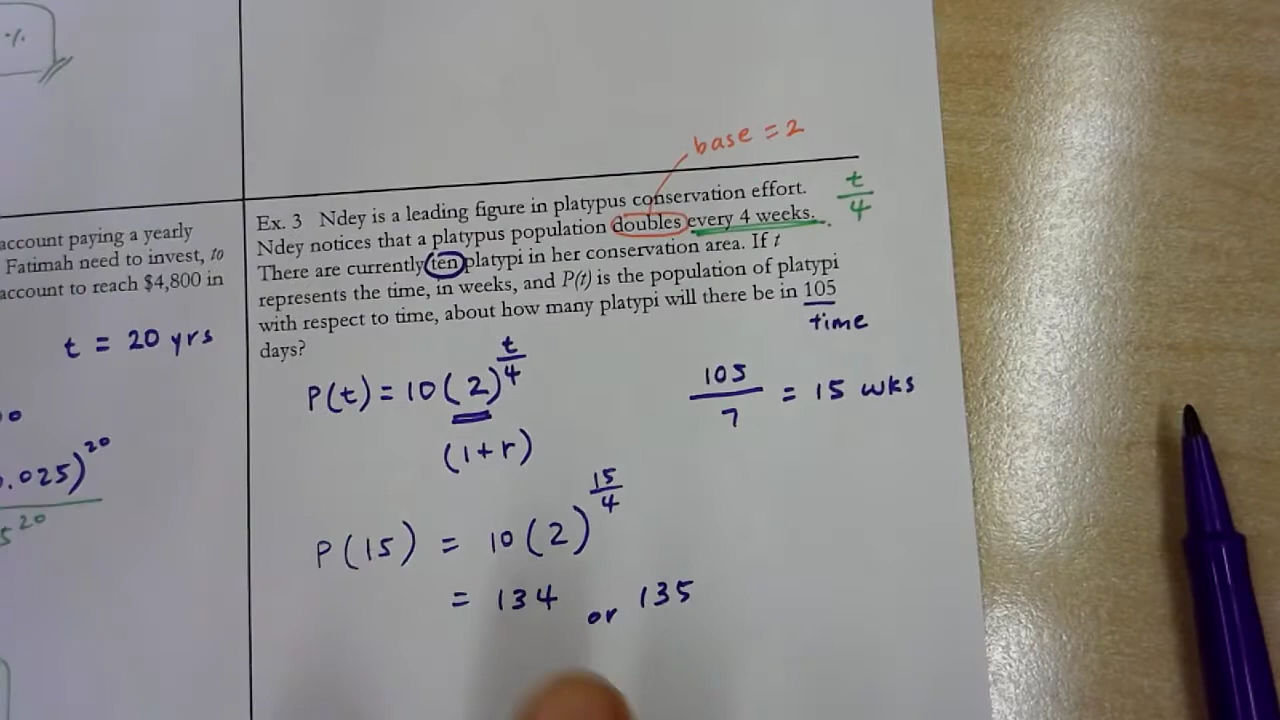 %
base = 2
account paying a yearly
Fatimah need to invest, to
account to reach $4,800 in
t = 20 yrs
.025)^20
20
Ex. 3 Ndey is a leading figure in platypus conservation effort.
Ndey notices that a platypus population doubles every 4 weeks.
t/4
There are currently ten platypi in her conservation area. If t
represents the time, in weeks, and P(t) is the population of platypi
with respect to time, about how many platypi will there be in 105
days?
time
P(t) = 10(2)^t/4
(1+r)
105/7 = 15 wks
P(15) = 10(2)^15/4
= 134 or 135